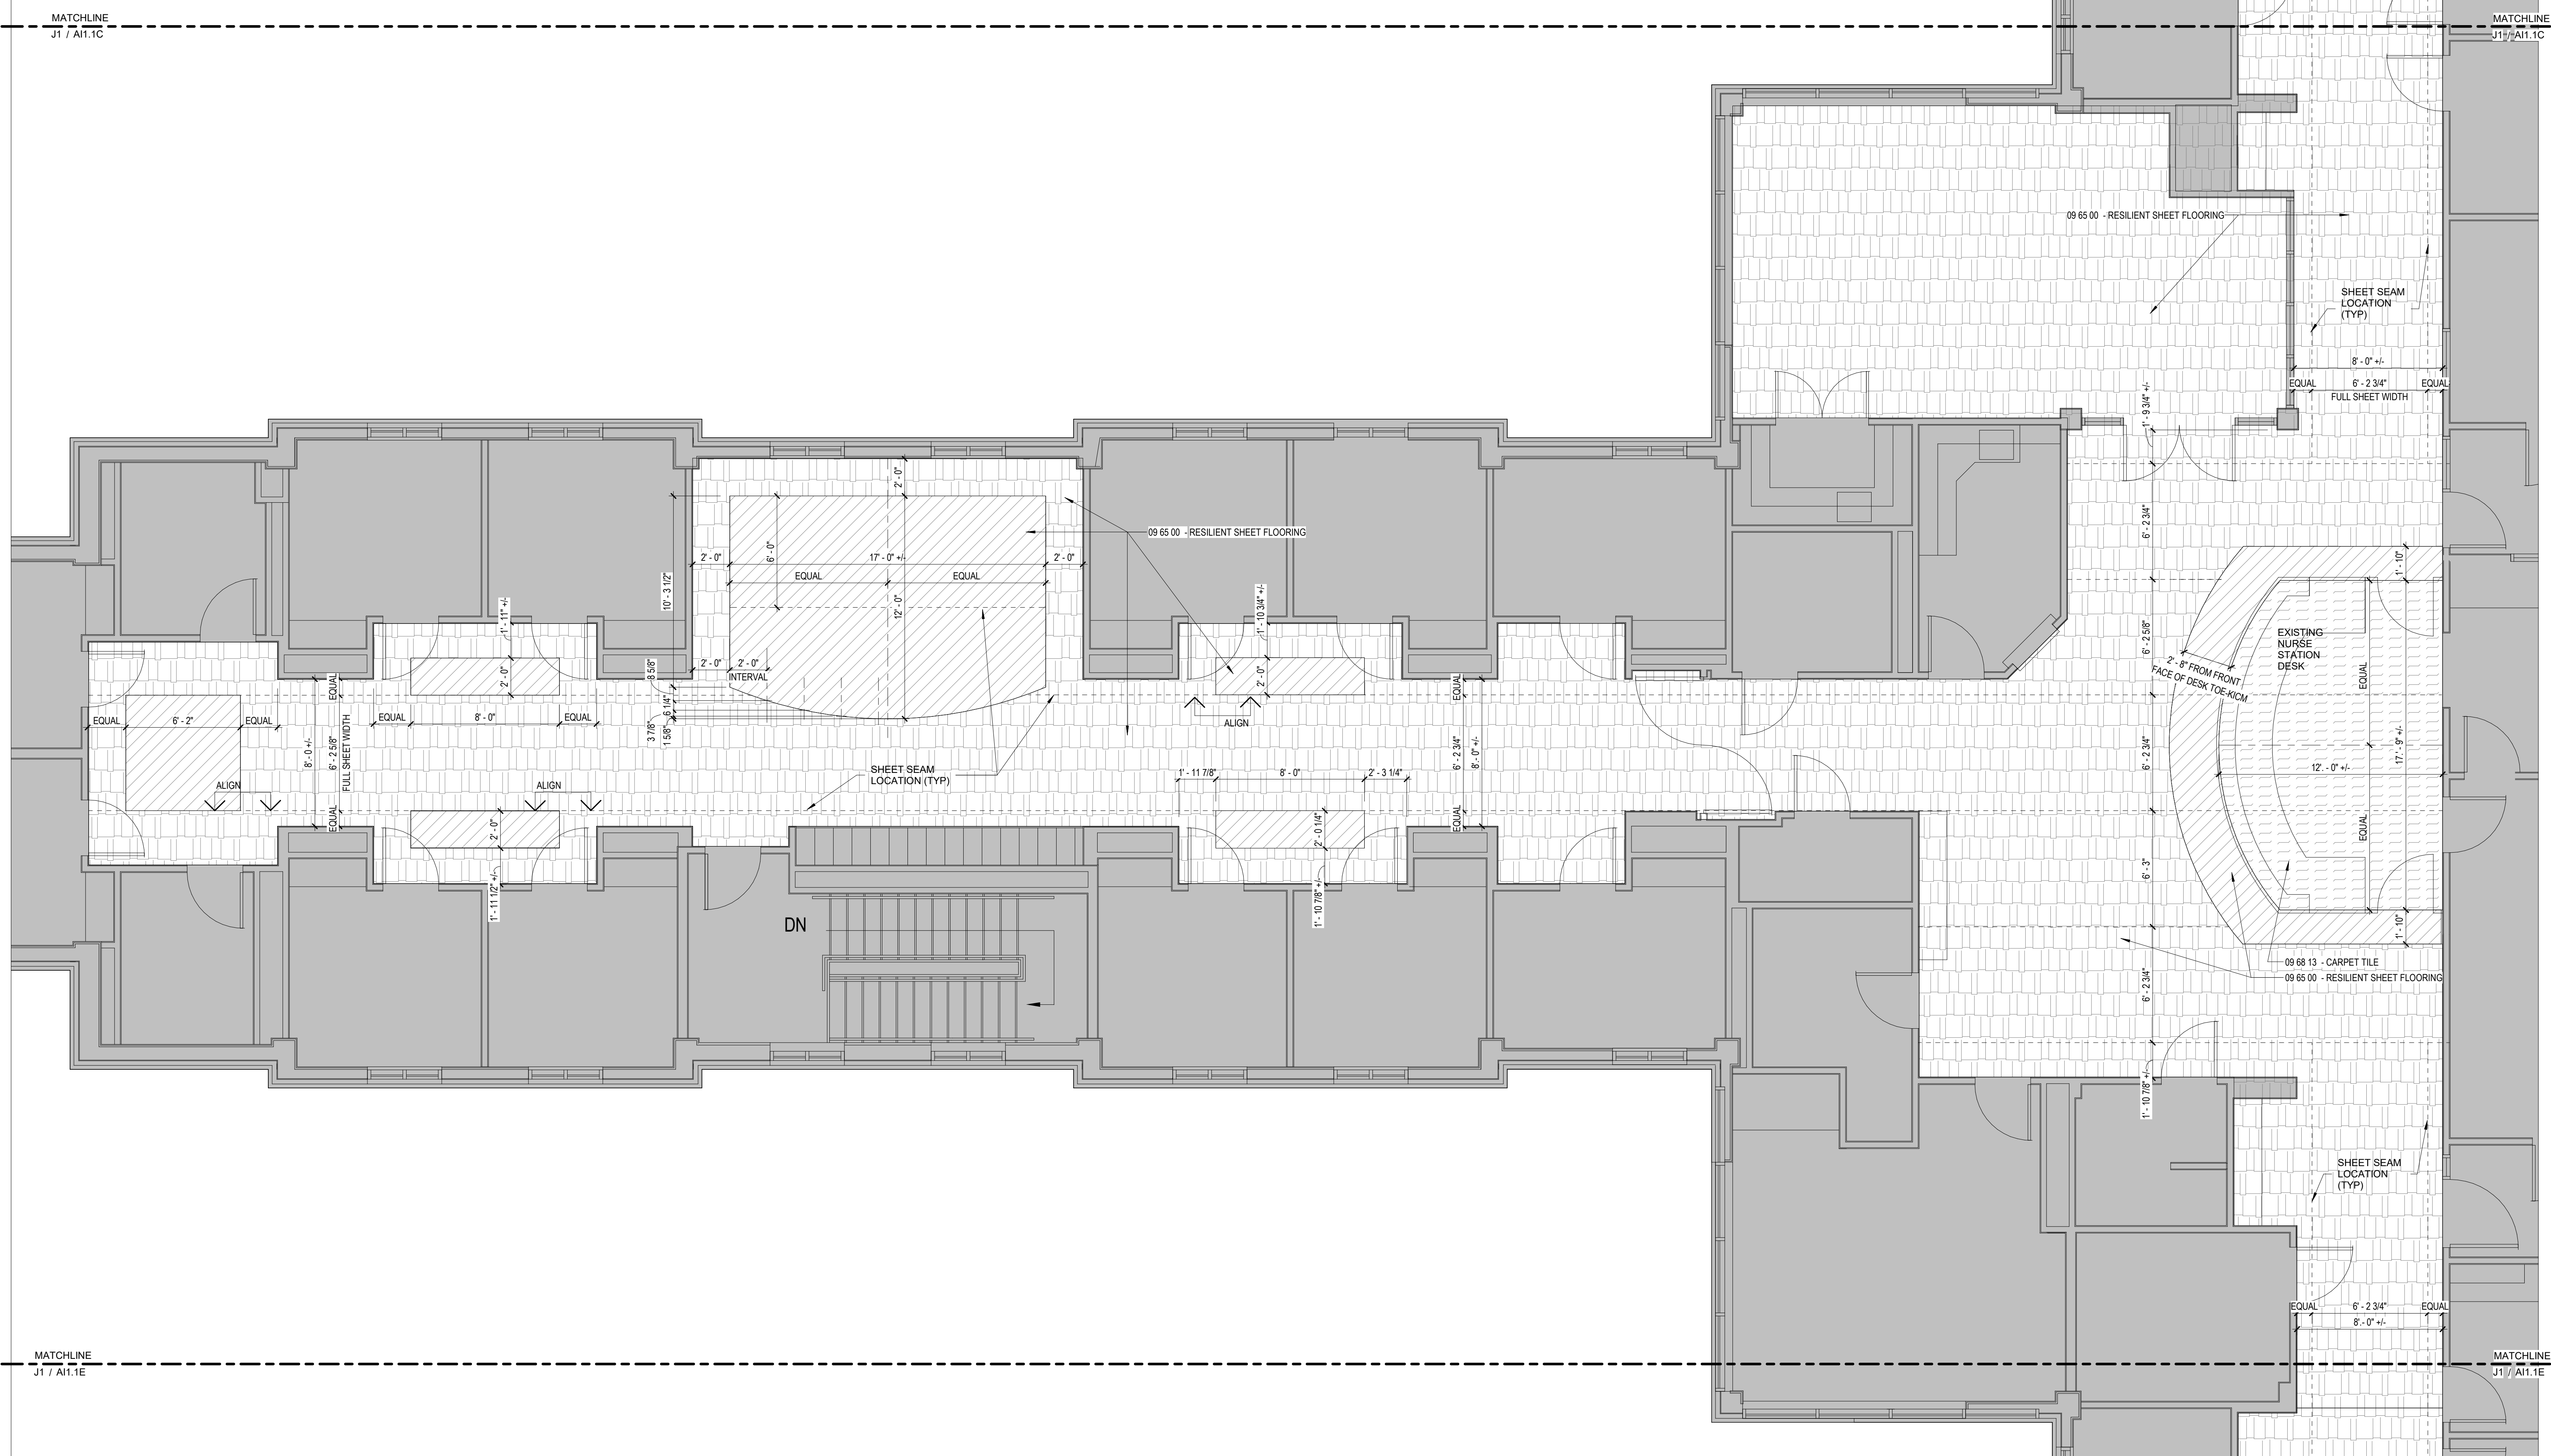 MATCHLINE
J1 / AI1.1C
MATCHLINE
J1 / AI1.1C
09 65 00 - RESILIENT SHEET FLOORING
SHEET SEAM
LOCATION
(TYP)
8' - 0" +/-
EQUAL
6' - 2 3/4"
EQUAL
FULL SHEET WIDTH
1' - 9 3/4" +/-
2' - 0"
6' - 2 3/4"
09 65 00 - RESILIENT SHEET FLOORING
2' - 0"
17' - 0" +/-
2' - 0"
6' - 0"
EQUAL
EQUAL
10' - 3 1/2"
12' - 0"
1' - 10"
1' - 11" +/-
1' - 10 3/4" +/-
6' - 2 5/8"
EXISTING
NURSE
STATION
DESK
2' - 8" FROM FRONT
FACE OF DESK TOE-KICM
EQUAL
2' - 0"
8 5/8"
2' - 0"
2' - 0"
INTERVAL
2' - 0"
EQUAL
EQUAL
EQUAL
6' - 2"
EQUAL
EQUAL
8' - 0"
EQUAL
6 1/4"
3 7/8"
1 5/8"
ALIGN
8' - 0 +/-
6' - 2 5/8"
FULL SHEET WIDTH
6' - 2 3/4"
8' - 0" +/-
6' - 2 3/4"
17' - 9" +/-
12' - 0" +/-
SHEET SEAM
LOCATION (TYP)
1' - 11 7/8"
8' - 0"
2' - 3 1/4"
ALIGN
ALIGN
EQUAL
EQUAL
2' - 0"
2' - 0 1/4"
EQUAL
6' - 3"
1' - 11 1/2" +/-
1' - 10 7/8" +/-
DN
1' - 10"
09 68 13 - CARPET TILE
09 65 00 - RESILIENT SHEET FLOORING
6' - 2 3/4"
1' - 10 7/8" +/-
SHEET SEAM
LOCATION
(TYP)
EQUAL
6' - 2 3/4"
EQUAL
8' - 0" +/-
MATCHLINE
J1 / AI1.1E
MATCHLINE
J1 / AI1.1E